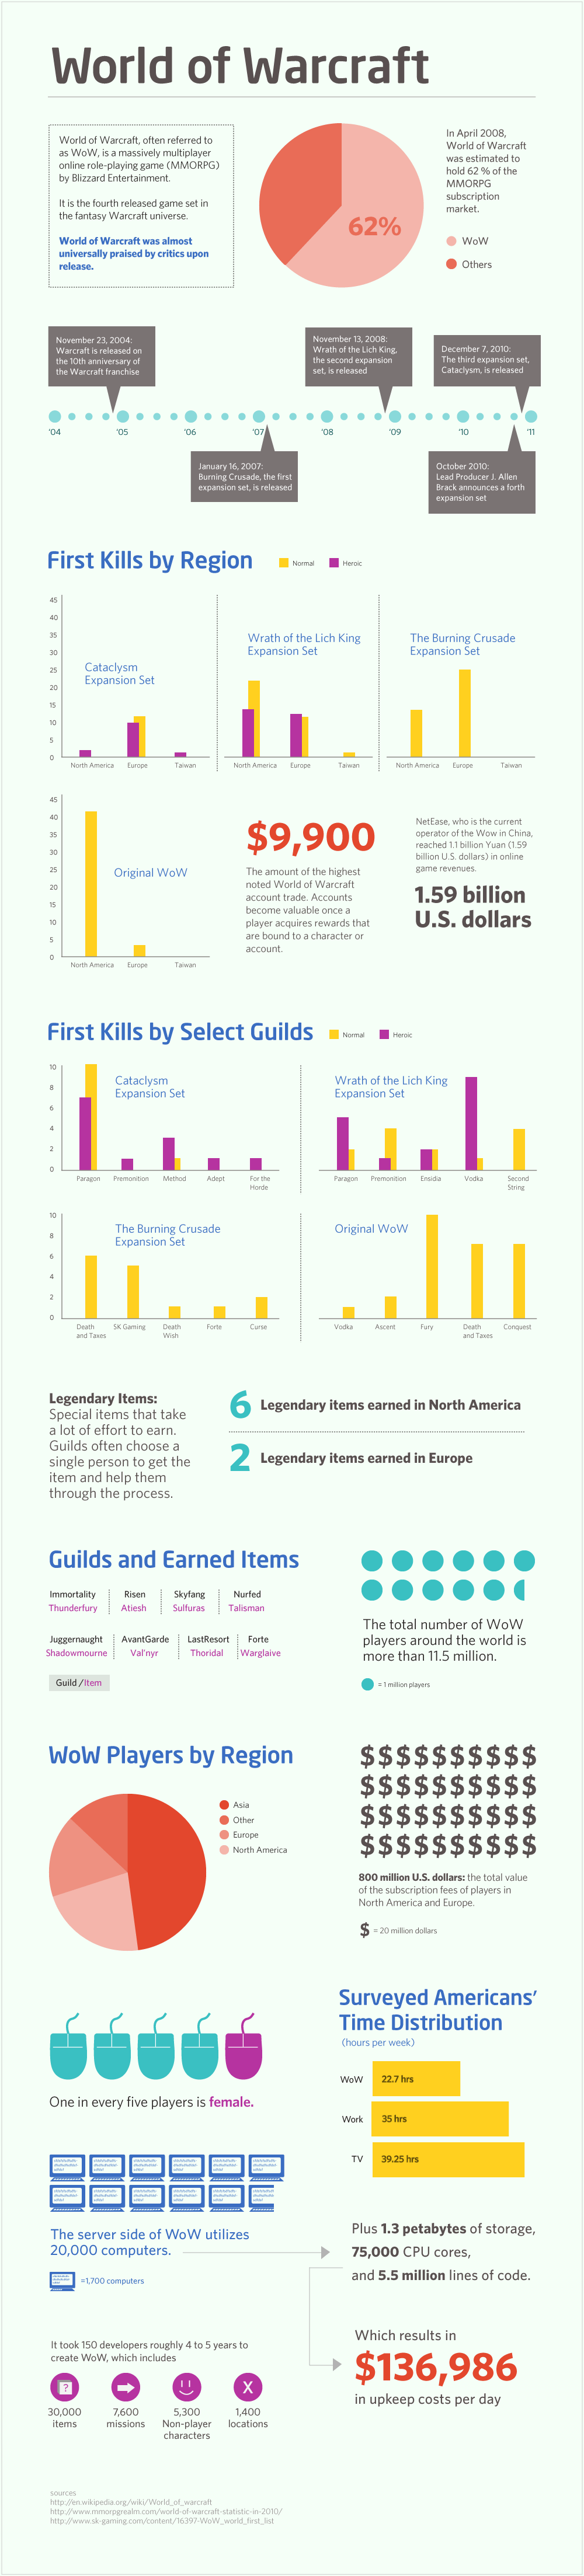 World of Warcraft
World of Warcraft, often referred to
as WoW, is a massively multiplayer
online role-playing game (MMORPG)
by Blizzard Entertainment.
It is the fourth released game set in
the fantasy Warcraft universe.
World of Warcraft was almost
universally praised by critics upon
release.
62%
In April 2008,
World of Warcraft
was estimated to
hold 62 % of the
MMORPG
subscription
market.
WoW
Others
November 23, 2004:
Warcraft is released on
the 10th anniversary of
the Warcraft franchise
November 13, 2008:
Wrath of the Lich King,
the second expansion
set, is released
December 7, 2010:
The third expansion set,
Cataclysm, is released
'04 '05 '06 '07 '08 '09 '10 '11
January 16, 2007:
Burning Crusade, the first
expansion set, is released
October 2010:
Lead Producer J. Allen
Brack announces a forth
expansion set
First Kills by Region
Normal Heroic
45
40
35
30
25
20
15
10
5
0
Cataclysm
Expansion Set
North America Europe Taiwan
Wrath of the Lich King
Expansion Set
North America Europe Taiwan
The Burning Crusade
Expansion Set
North America Europe Taiwan
45
40
35
30
25
20
15
10
5
0
Original WoW
North America Europe Taiwan
$9,900
The amount of the highest
noted World of Warcraft
account trade. Accounts
become valuable once a
player acquires rewards that
are bound to a character or
account.
NetEase, who is the current
operator of the Wow in China,
reached 1.1 billion Yuan (1.59
billion U.S. dollars) in online
game revenues.
1.59 billion
U.S. dollars
First Kills by Select Guilds
Normal Heroic
10
8
6
4
2
0
Cataclysm
Expansion Set
Paragon Premonition Method Adept For the
Horde
Wrath of the Lich King
Expansion Set
Paragon Premonition Ensidia Vodka Second
String
10
8
6
4
2
0
The Burning Crusade
Expansion Set
Death
and Taxes
SK Gaming
Death
Wish
Forte
Curse
Original WoW
Vodka
Ascent
Fury
Death
and Taxes
Conquest
Legendary Items:
Special items that take
a lot of effort to earn.
Guilds often choose a
single person to get the
item and help them
through the process.
6 Legendary items earned in North America
2 Legendary items earned in Europe
Guilds and Earned Items
Immortality Risen Skyfang Nurfed
Thunderfury Atiesh Sulfuras Talisman
Juggernaught AvantGarde LastResort Forte
Shadowmourne Val'nyr Thoridal Warglaive
Guild /Item
The total number of WoW
players around the world is
more than 11.5 million.
= 1 million players
WoW Players by Region
Asia
Other
Europe
North America
$$$$$$$$$$
$$$$$$$$$$
$$$$$$$$$$
$$$$$$$$$$
800 million U.S. dollars: the total value
of the subscription fees of players in
North America and Europe.
$ = 20 million dollars
One in every five players is female.
Surveyed Americans'
Time Distribution
(hours per week)
WoW 22.7 hrs
Work 35 hrs
TV 39.25 hrs
The server side of WoW utilizes
20,000 computers.
=1,700 computers
Plus 1.3 petabytes of storage,
75,000 CPU cores,
and 5.5 million lines of code.
Which results in
$136,986
in upkeep costs per day
It took 150 developers roughly 4 to 5 years to
create WoW, which includes
? X
30,000
items
7,600
missions
5,300
Non-player
characters
1,400
locations
sources
http://en.wikipedia.org/wiki/World_of_warcraft
http://www.mmorpgrealm.com/world-of-warcraft-statistic-in-2010/
http://www.sk-gaming.com/content/16397-WoW_world_first_list